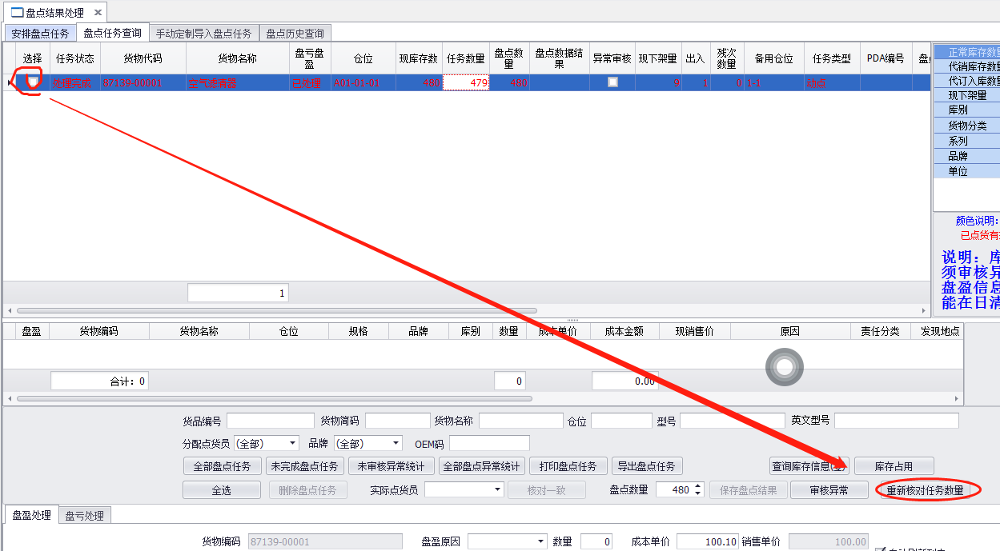 盘点结果处理
安排盘点任务 盘点任务查询 手动定制导入盘点任务 盘点历史查询
选择 任务状态 货物代码 货物名称 盘亏盘盈 仓位 现库存数 任务数量 盘点数量 盘点数据结果 异常审核 现下架量 出入 残次数量 备用仓位 任务类型 PDA编号
处理完成 87139-00001 空气滤清器 已处理 A01-01-01 480 479 480 9 1 0 1-1 动点
1
正常库存数
代销库存数
代订入库数
现下架量
库别
货物分类
系列
品牌
单位
颜色说明:
已点货有
说明: 库
须审核异
盘盈信息
能在日清
盘盈 货物编码 货物名称 仓位 规格 品牌 库别 数量 成本单价 成本金额 现销售价 原因 责任分类 发现地点
合计: 0 0 0.00
货品编号 货物简码 货物名称 仓位 型号 英文型号
分配点货员 (全部) 品牌 (全部) OEM码
全部盘点任务 未完成盘点任务 未审核异常统计 全部盘点异常统计 打印盘点任务 导出盘点任务 查询库存信息 库存占用
全选 删除盘点任务 实际点货员 核对一致 盘点数量 480 保存盘点结果 审核异常 重新核对任务数量
盘盈处理 盘亏处理
货物编码 87139-00001 盘盈原因 数量 0 成本单价 100.10 销售单价 100.00